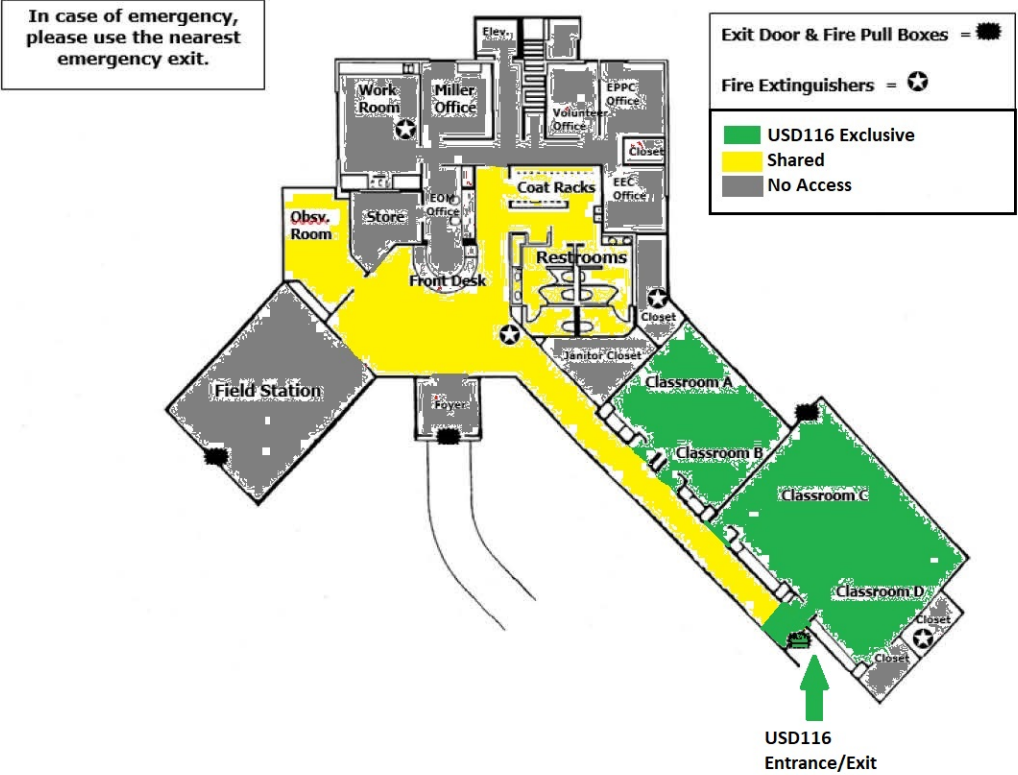 In case of emergency,
please use the nearest
emergency exit.
Exit Door & Fire Pull Boxes =
Fire Extinguishers =
USD116 Exclusive
Shared
No Access
Elev.
Work
Room
Miller
Office
Volunteer
Office
EPPC
Office
Closet
Coat Racks
EEC
Office
EOM
Office
Store
Obsv.
Room
Restrooms
Front Desk
Closet
Janitor Closet
Field Station
Foyer
Classroom A
Classroom B
Classroom C
Classroom D
Closet
Closet
USD116
Entrance/Exit